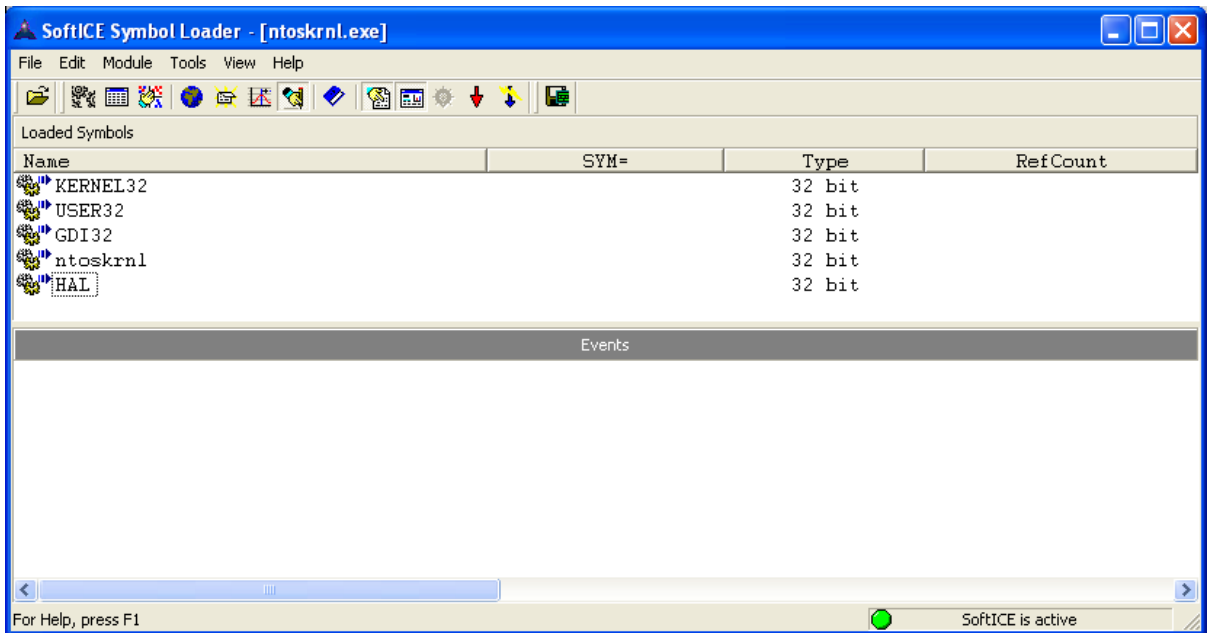 SoftICE Symbol Loader - [ntoskrnl.exe]
File Edit Module Tools View Help
Loaded Symbols
Name SYM= Type RefCount
KERNEL32 32 bit
USER32 32 bit
GDI32 32 bit
ntoskrnl 32 bit
HAL 32 bit
Events
For Help, press F1 SoftICE is active